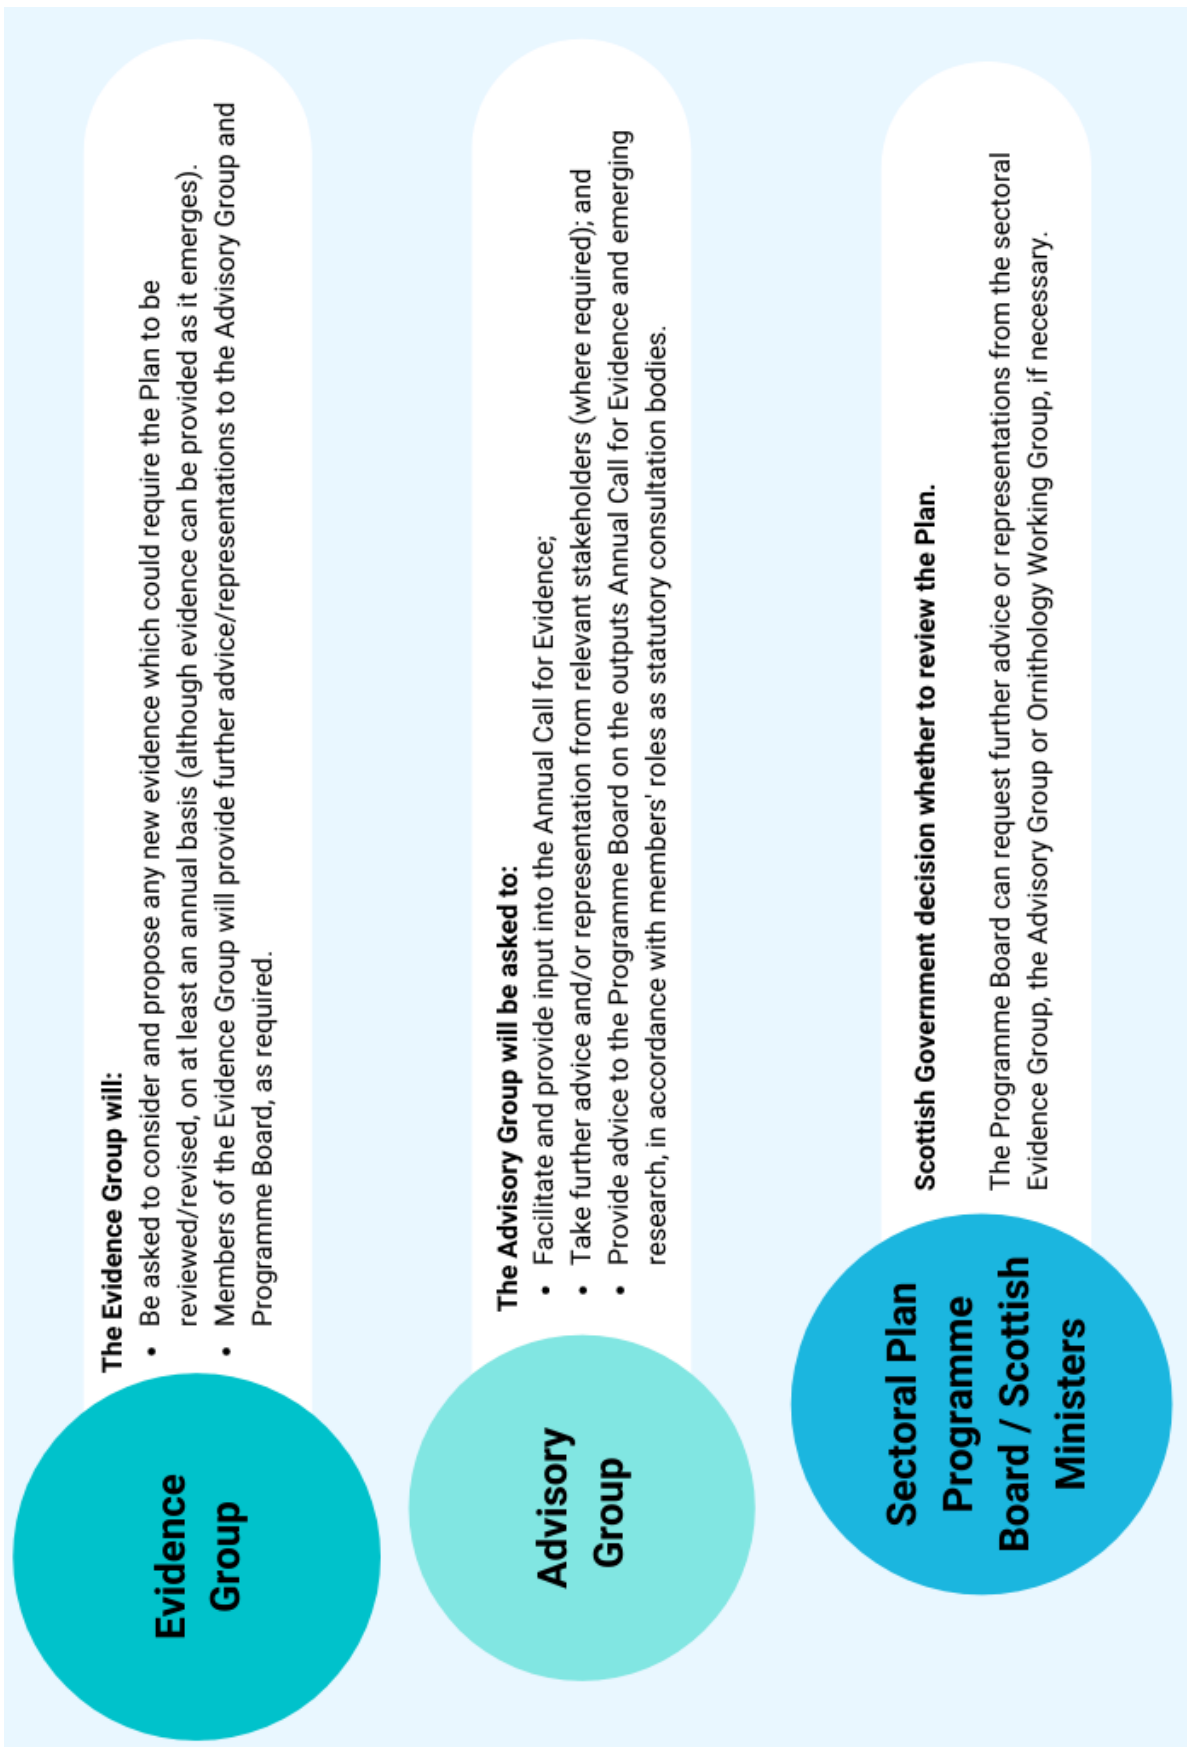 Evidence
Group
The Evidence Group will:
• Be asked to consider and propose any new evidence which could require the Plan to be
reviewed/revised, on at least an annual basis (although evidence can be provided as it emerges).
• Members of the Evidence Group will provide further advice/representations to the Advisory Group and
Programme Board, as required.
Advisory
Group
The Advisory Group will be asked to:
• Facilitate and provide input into the Annual Call for Evidence;
• Take further advice and/or representation from relevant stakeholders (where required); and
• Provide advice to the Programme Board on the outputs Annual Call for Evidence and emerging
research, in accordance with members' roles as statutory consultation bodies.
Sectoral Plan
Programme
Board / Scottish
Ministers
Scottish Government decision whether to review the Plan.
The Programme Board can request further advice or representations from the sectoral
Evidence Group, the Advisory Group or Ornithology Working Group, if necessary.